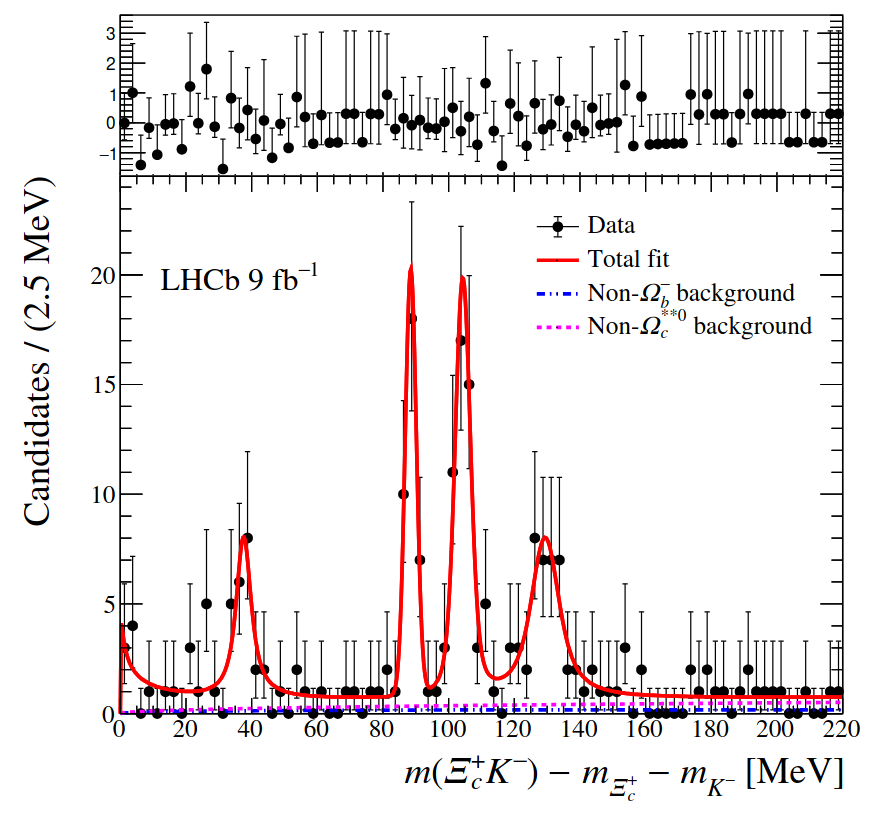 3
2
1
0
−1
Candidates / (2.5 MeV)
20
15
10
5
0
LHCb 9 fb⁻¹
Data
Total fit
Non-Ω_b⁻ background
Non-Ω_c**⁰ background
0 20 40 60 80 100 120 140 160 180 200 220
m(Ξ_c⁺K⁻) − m_Ξ_c⁺ − m_K⁻ [MeV]